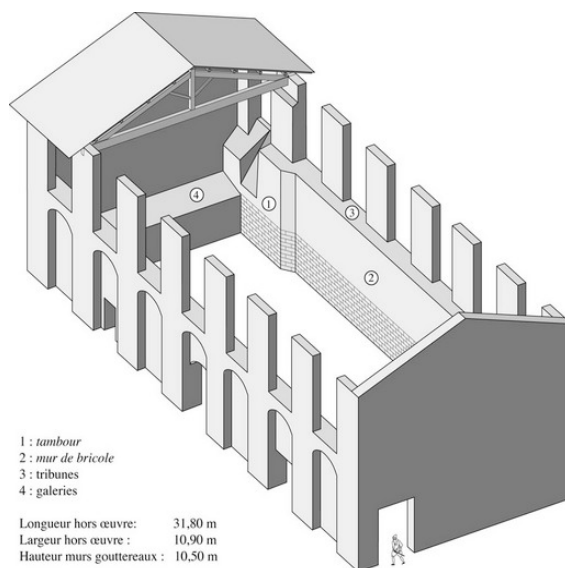 4
1
3
2
1 : tambour
2 : mur de bricole
3 : tribunes
4 : galeries
Longueur hors œuvre: 31,80 m
Largeur hors œuvre : 10,90 m
Hauteur murs gouttereaux : 10,50 m